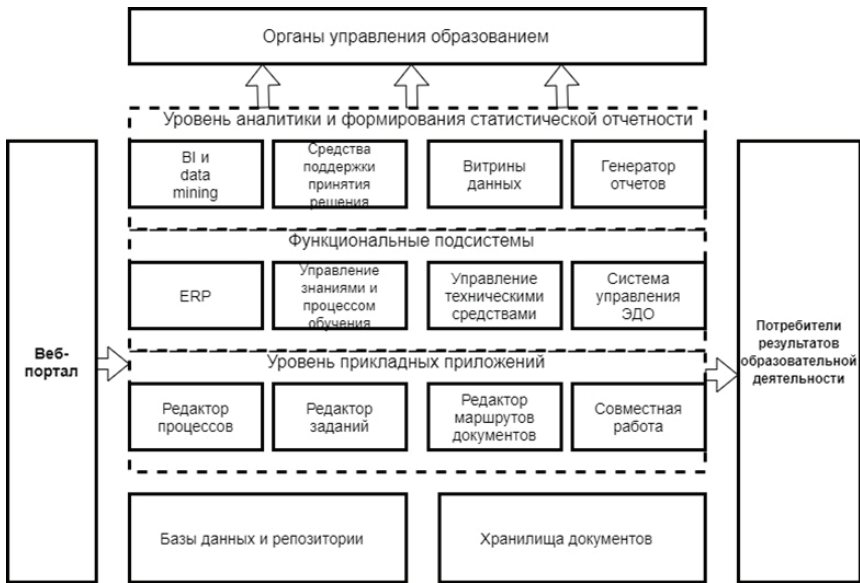 Органы управления образованием
Уровень аналитики и формирования статистической отчетности
BI и
data
mining
Средства
поддержки
принятия
решения
Витрины
данных
Генератор
отчетов
Функциональные подсистемы
ERP
Управление
знаниями и
процессом
обучения
Управление
техническими
средствами
Система
управления
ЭДО
Веб-
портал
Уровень прикладных приложений
Редактор
процессов
Редактор
заданий
Редактор
маршрутов
документов
Совместная
работа
Потребители
результатов
образовательной
деятельности
Базы данных и репозитории
Хранилища документов